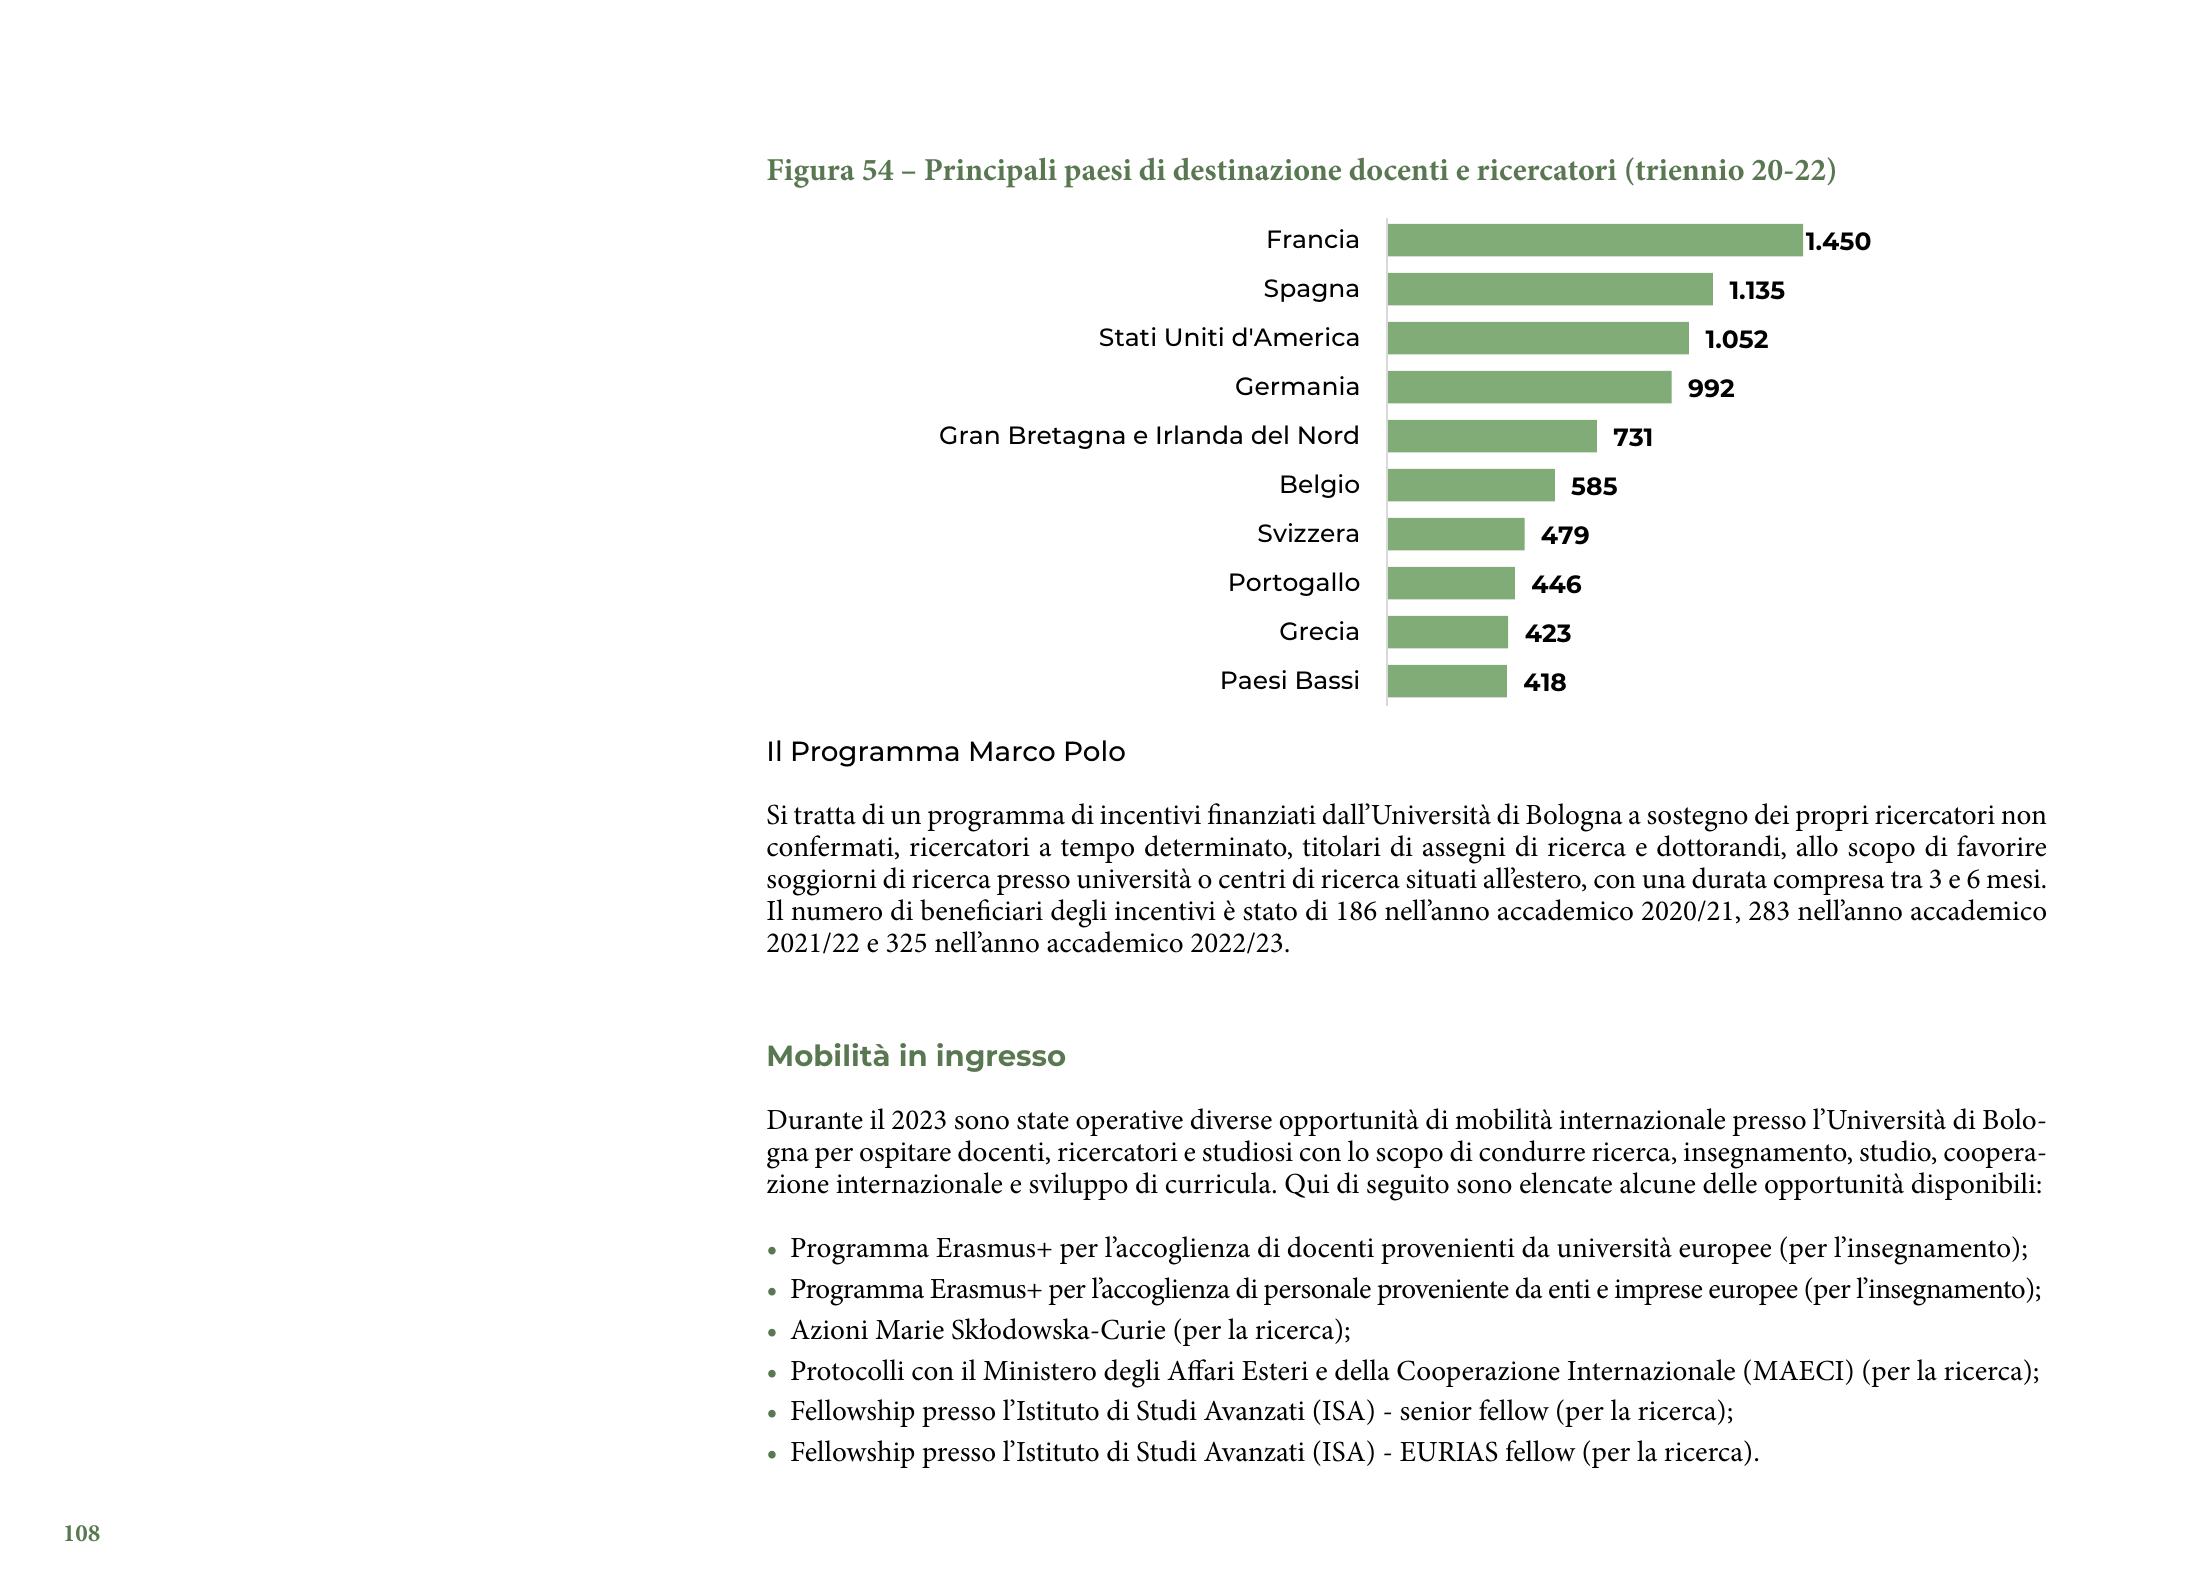 Figura 54 – Principali paesi di destinazione docenti e ricercatori (triennio 20-22)
Francia 1.450
Spagna 1.135
Stati Uniti d'America 1.052
Germania 992
Gran Bretagna e Irlanda del Nord 731
Belgio 585
Svizzera 479
Portogallo 446
Grecia 423
Paesi Bassi 418
Il Programma Marco Polo
Si tratta di un programma di incentivi finanziati dall’Università di Bologna a sostegno dei propri ricercatori non
confermati, ricercatori a tempo determinato, titolari di assegni di ricerca e dottorandi, allo scopo di favorire
soggiorni di ricerca presso università o centri di ricerca situati all’estero, con una durata compresa tra 3 e 6 mesi.
Il numero di beneficiari degli incentivi è stato di 186 nell’anno accademico 2020/21, 283 nell’anno accademico
2021/22 e 325 nell’anno accademico 2022/23.
Mobilità in ingresso
Durante il 2023 sono state operative diverse opportunità di mobilità internazionale presso l’Università di Bolo-
gna per ospitare docenti, ricercatori e studiosi con lo scopo di condurre ricerca, insegnamento, studio, coopera-
zione internazionale e sviluppo di curricula. Qui di seguito sono elencate alcune delle opportunità disponibili:
• Programma Erasmus+ per l’accoglienza di docenti provenienti da università europee (per l’insegnamento);
• Programma Erasmus+ per l’accoglienza di personale proveniente da enti e imprese europee (per l’insegnamento);
• Azioni Marie Skłodowska-Curie (per la ricerca);
• Protocolli con il Ministero degli Affari Esteri e della Cooperazione Internazionale (MAECI) (per la ricerca);
• Fellowship presso l’Istituto di Studi Avanzati (ISA) - senior fellow (per la ricerca);
• Fellowship presso l’Istituto di Studi Avanzati (ISA) - EURIAS fellow (per la ricerca).
108